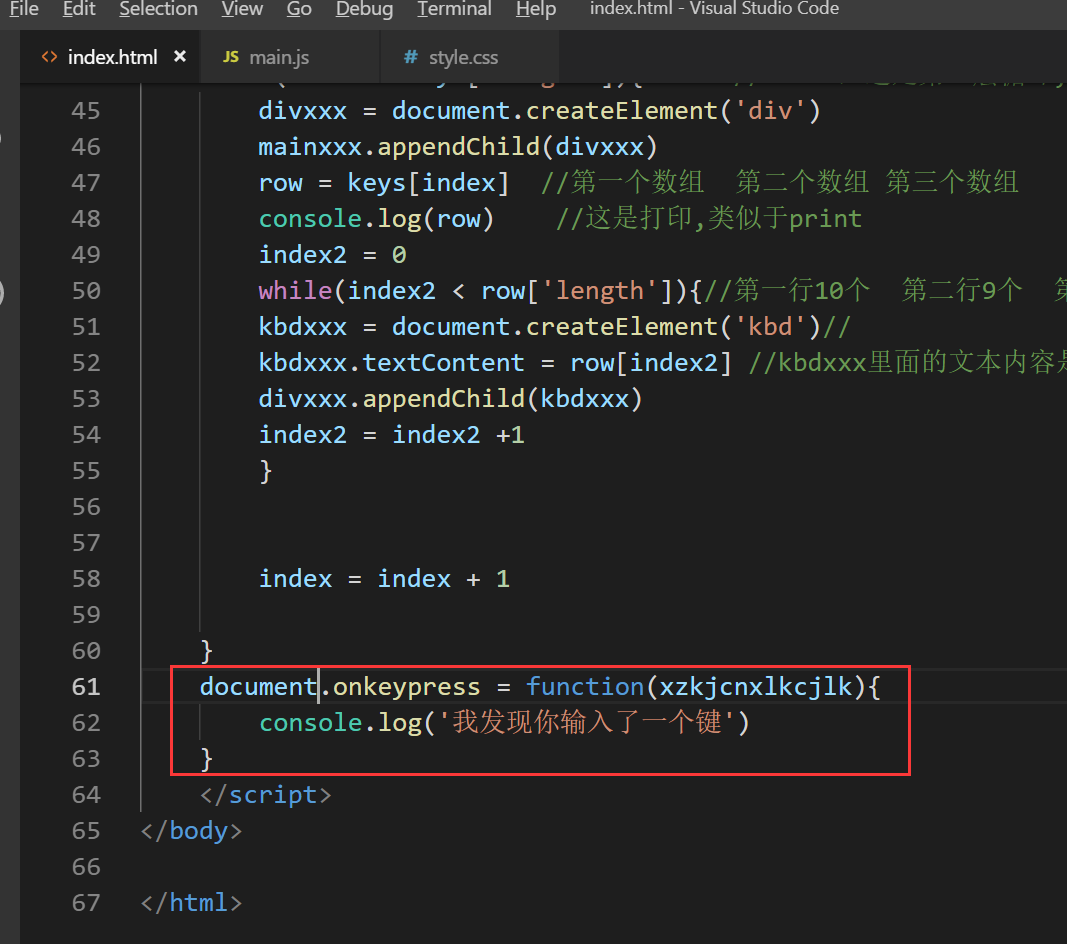 File Edit Selection View Go Debug Terminal Help index.html - Visual Studio Code
<> index.html × JS main.js # style.css
45 divxxx = document.createElement('div')
46 mainxxx.appendChild(divxxx)
47 row = keys[index] //第一个数组 第二个数组 第三个数组
48 console.log(row) //这是打印,类似于print
49 index2 = 0
50 while(index2 < row['length']){//第一行10个 第二行9个
51 kbdxxx = document.createElement('kbd')//
52 kbdxxx.textContent = row[index2] //kbdxxx里面的文本内容是
53 divxxx.appendChild(kbdxxx)
54 index2 = index2 +1
55 }
56
57
58 index = index + 1
59
60 }
61 document.onkeypress = function(xzkjcnxlkcjlk){
62 console.log('我发现你输入了一个键')
63 }
64 </script>
65 </body>
66
67 </html>